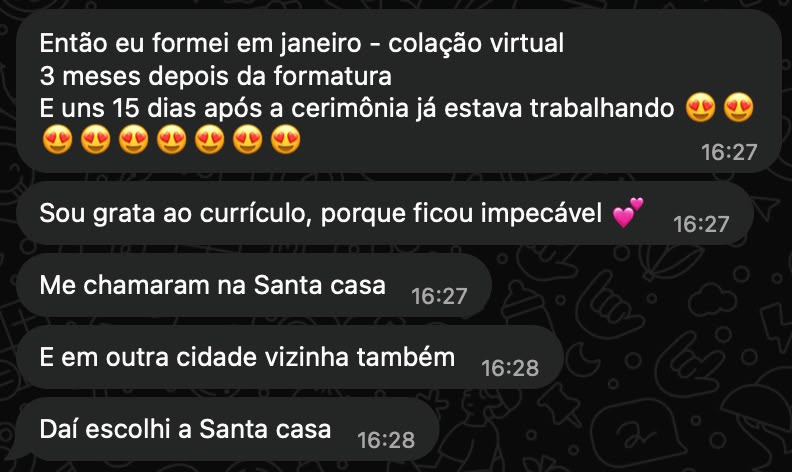 Então eu formei em janeiro - colação virtual
3 meses depois da formatura
E uns 15 dias após a cerimônia já estava trabalhando 😍😍
😍😍😍😍😍😍😍
16:27
Sou grata ao currículo, porque ficou impecável 💕 16:27
Me chamaram na Santa casa 16:27
E em outra cidade vizinha também 16:28
Daí escolhi a Santa casa 16:28